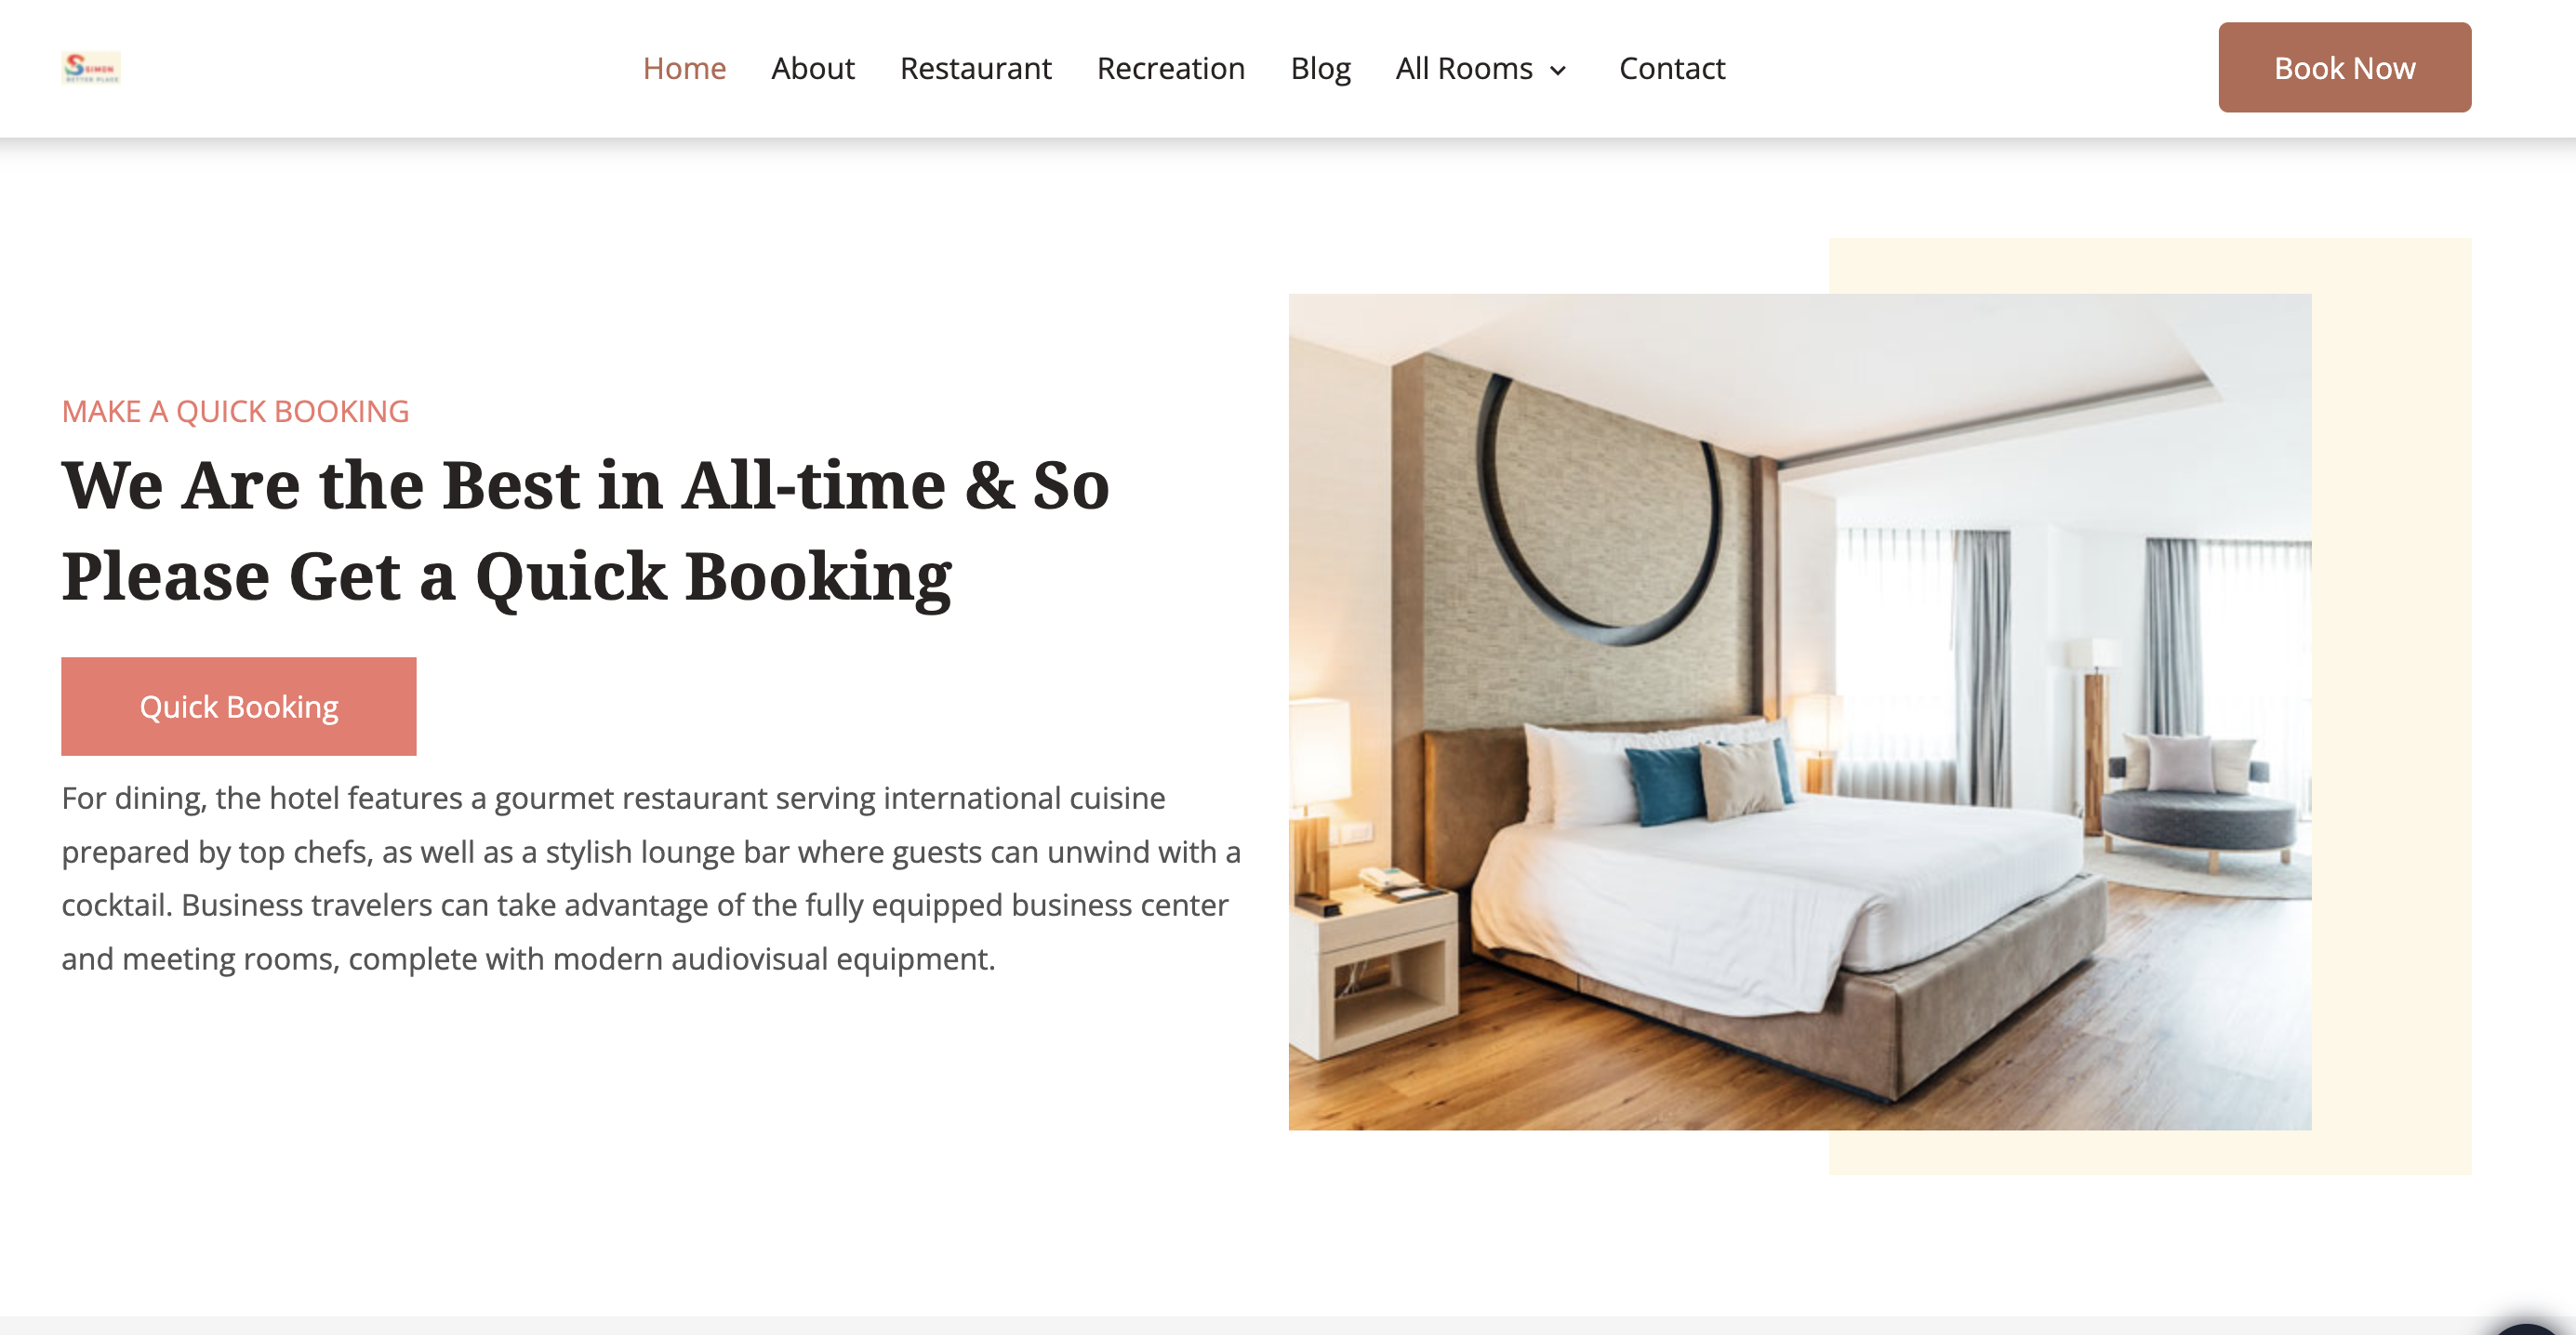 SIMON
BETTER PLACE
Home About Restaurant Recreation Blog All Rooms Contact
Book Now
MAKE A QUICK BOOKING
We Are the Best in All-time & So
Please Get a Quick Booking
Quick Booking
For dining, the hotel features a gourmet restaurant serving international cuisine
prepared by top chefs, as well as a stylish lounge bar where guests can unwind with a
cocktail. Business travelers can take advantage of the fully equipped business center
and meeting rooms, complete with modern audiovisual equipment.